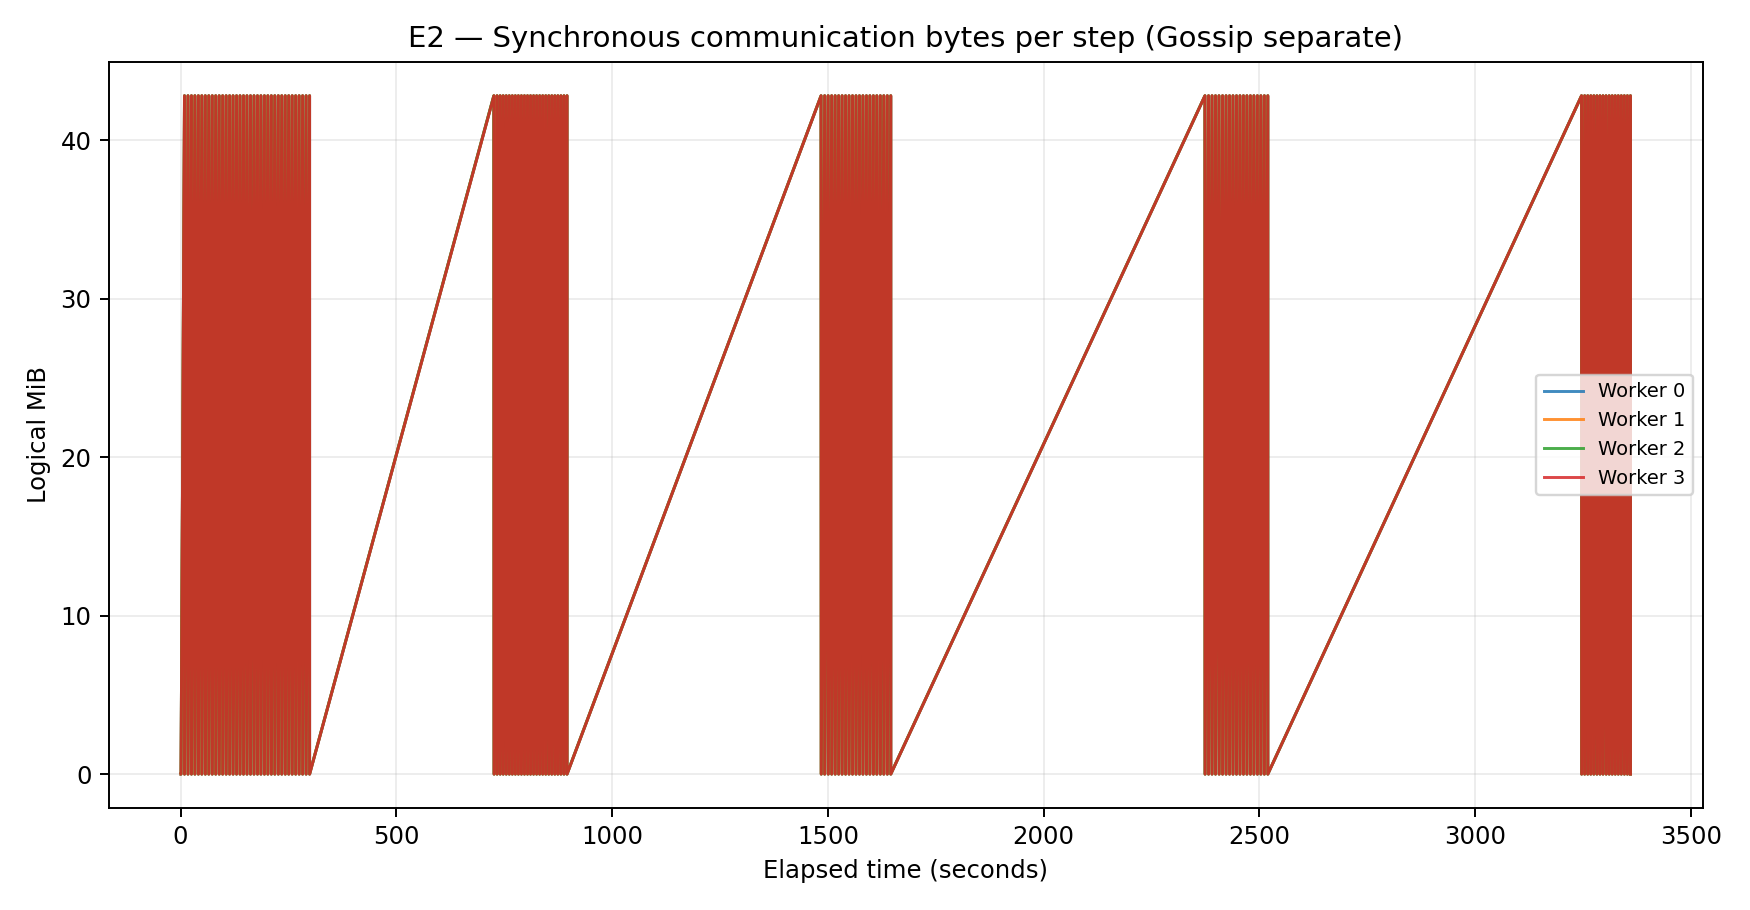 E2 — Synchronous communication bytes per step (Gossip separate)
Logical MiB
40
30
20
10
0
Worker 0
Worker 1
Worker 2
Worker 3
0 500 1000 1500 2000 2500 3000 3500
Elapsed time (seconds)